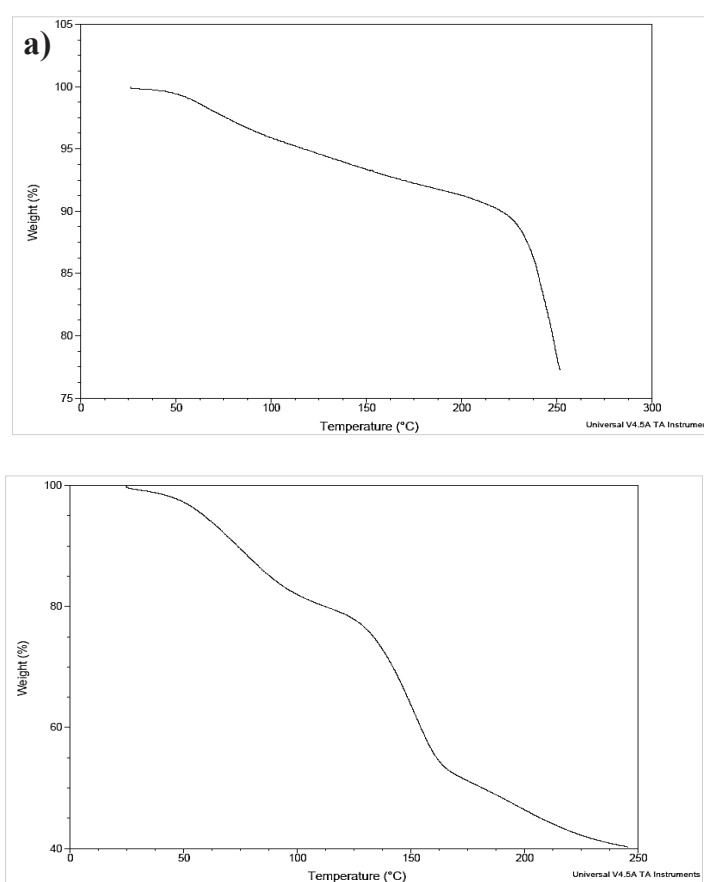 a)
105
100
95
90
85
80
75
Weight (%)
0 50 100 150 200 250 300
Temperature (°C)
Universal V4.5A TA Instrumen
100
80
60
40
Weight (%)
0 50 100 150 200 250
Temperature (°C)
Universal V4.5A TA Instruments